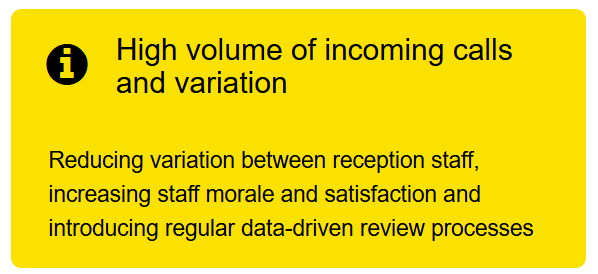 High volume of incoming calls
and variation
Reducing variation between reception staff,
increasing staff morale and satisfaction and
introducing regular data-driven review processes